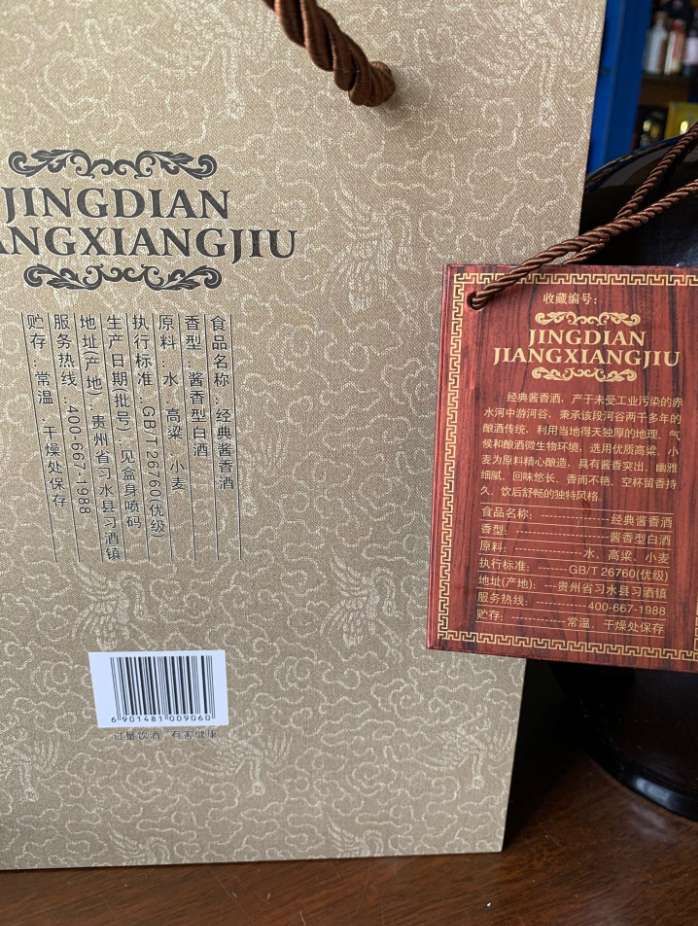 JINGDIAN
ANGXIANGJIU
食品名称：经典酱香酒
香型：酱香型白酒
原料：水、高粱、小麦
执行标准：GB/T 26760(优级)
生产日期批号：见盒身喷码
地址(产地)：贵州省习水县习酒镇
服务热线：400-667-1988
贮存：常温、干燥处保存
6 901481 009060
过量饮酒 有害健康
收藏编号：
JINGDIAN
JIANGXIANGJIU
经典酱香酒，产于未受工业污染的赤
水河中游河谷，秉承该段河谷两千多年的
酿酒传统，利用当地得天独厚的地理、气
候和酿酒微生物环境，选用优质高粱、小
麦为原料精心酿造，具有酱香突出、幽雅
细腻、回味悠长、香而不艳、空杯留香持
久、饮后舒畅的独特风格。
食品名称：------------------经典酱香酒
香型：----------------------酱香型白酒
原料：------------------水、高粱、小麦
执行标准：----------GB/T 26760(优级)
地址(产地)：---贵州省习水县习酒镇
服务热线：----------------400-667-1988
贮存：--------------常温、干燥处保存